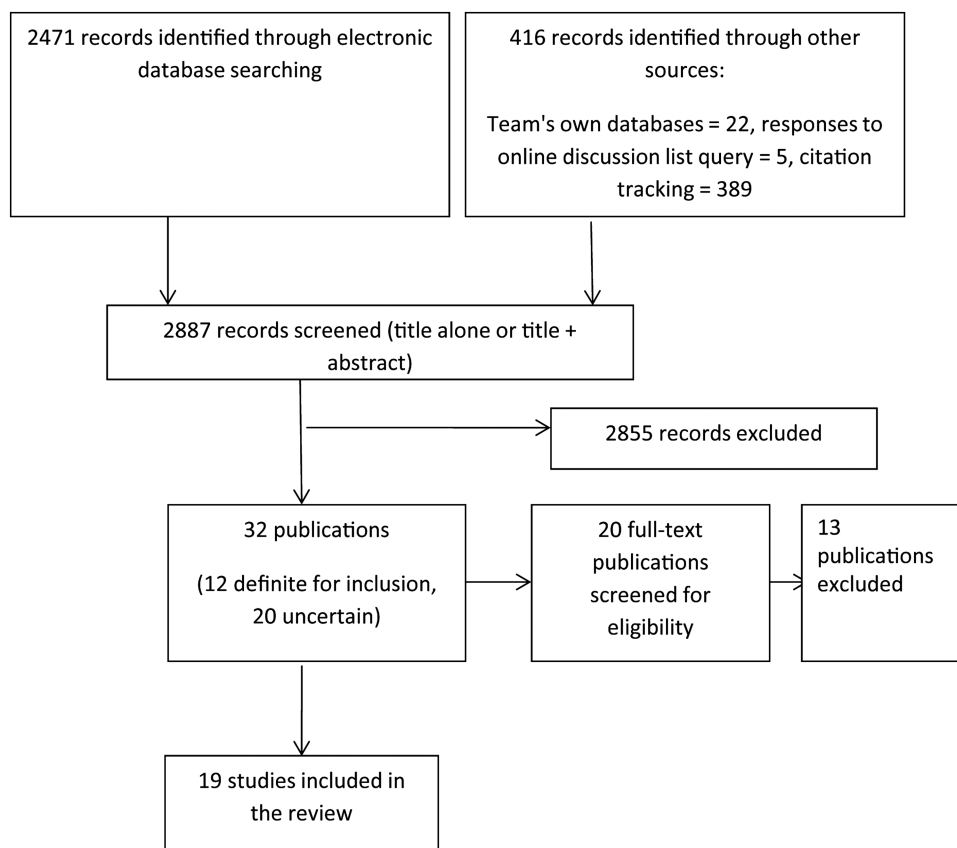 2471 records identified through electronic
database searching
416 records identified through other
sources:
Team's own databases = 22, responses to
online discussion list query = 5, citation
tracking = 389
2887 records screened (title alone or title +
abstract)
2855 records excluded
32 publications
(12 definite for inclusion,
20 uncertain)
20 full-text
publications
screened for
eligibility
13
publications
excluded
19 studies included in
the review